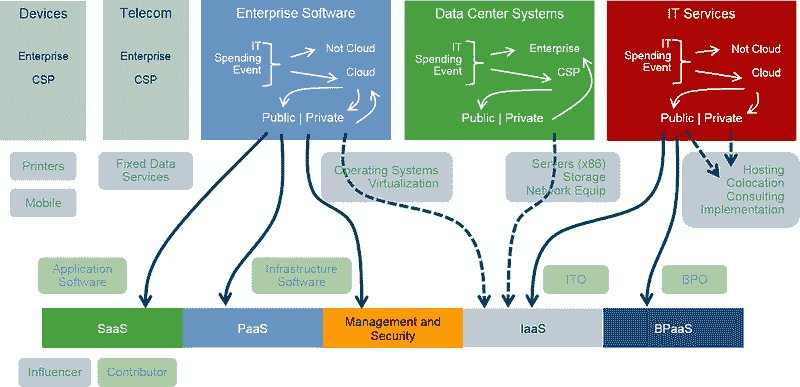 Devices
Enterprise
CSP
Telecom
Enterprise
CSP
Enterprise Software
IT
Spending
Event
Not Cloud
Cloud
Public | Private
Data Center Systems
IT
Spending
Event
Enterprise
CSP
Public | Private
IT Services
IT
Spending
Event
Not Cloud
Cloud
Public | Private
Printers
Mobile
Fixed Data
Services
Operating Systems
Virtualization
Servers (x86)
Storage
Network Equip
Hosting
Colocation
Consulting
Implementation
Application
Software
Infrastructure
Software
ITO
BPO
SaaS
PaaS
Management and
Security
IaaS
BPaaS
Influencer
Contributor